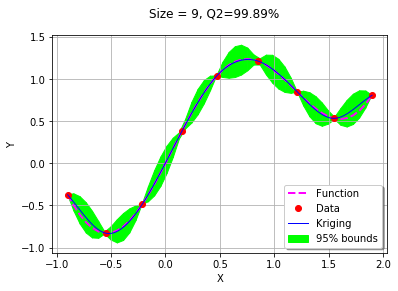 Size = 9, Q2=99.89%
Y
1.5
1.0
0.5
0.0
−0.5
−1.0
Function
Data
Kriging
95% bounds
−1.0 −0.5 0.0 0.5 1.0 1.5 2.0
X